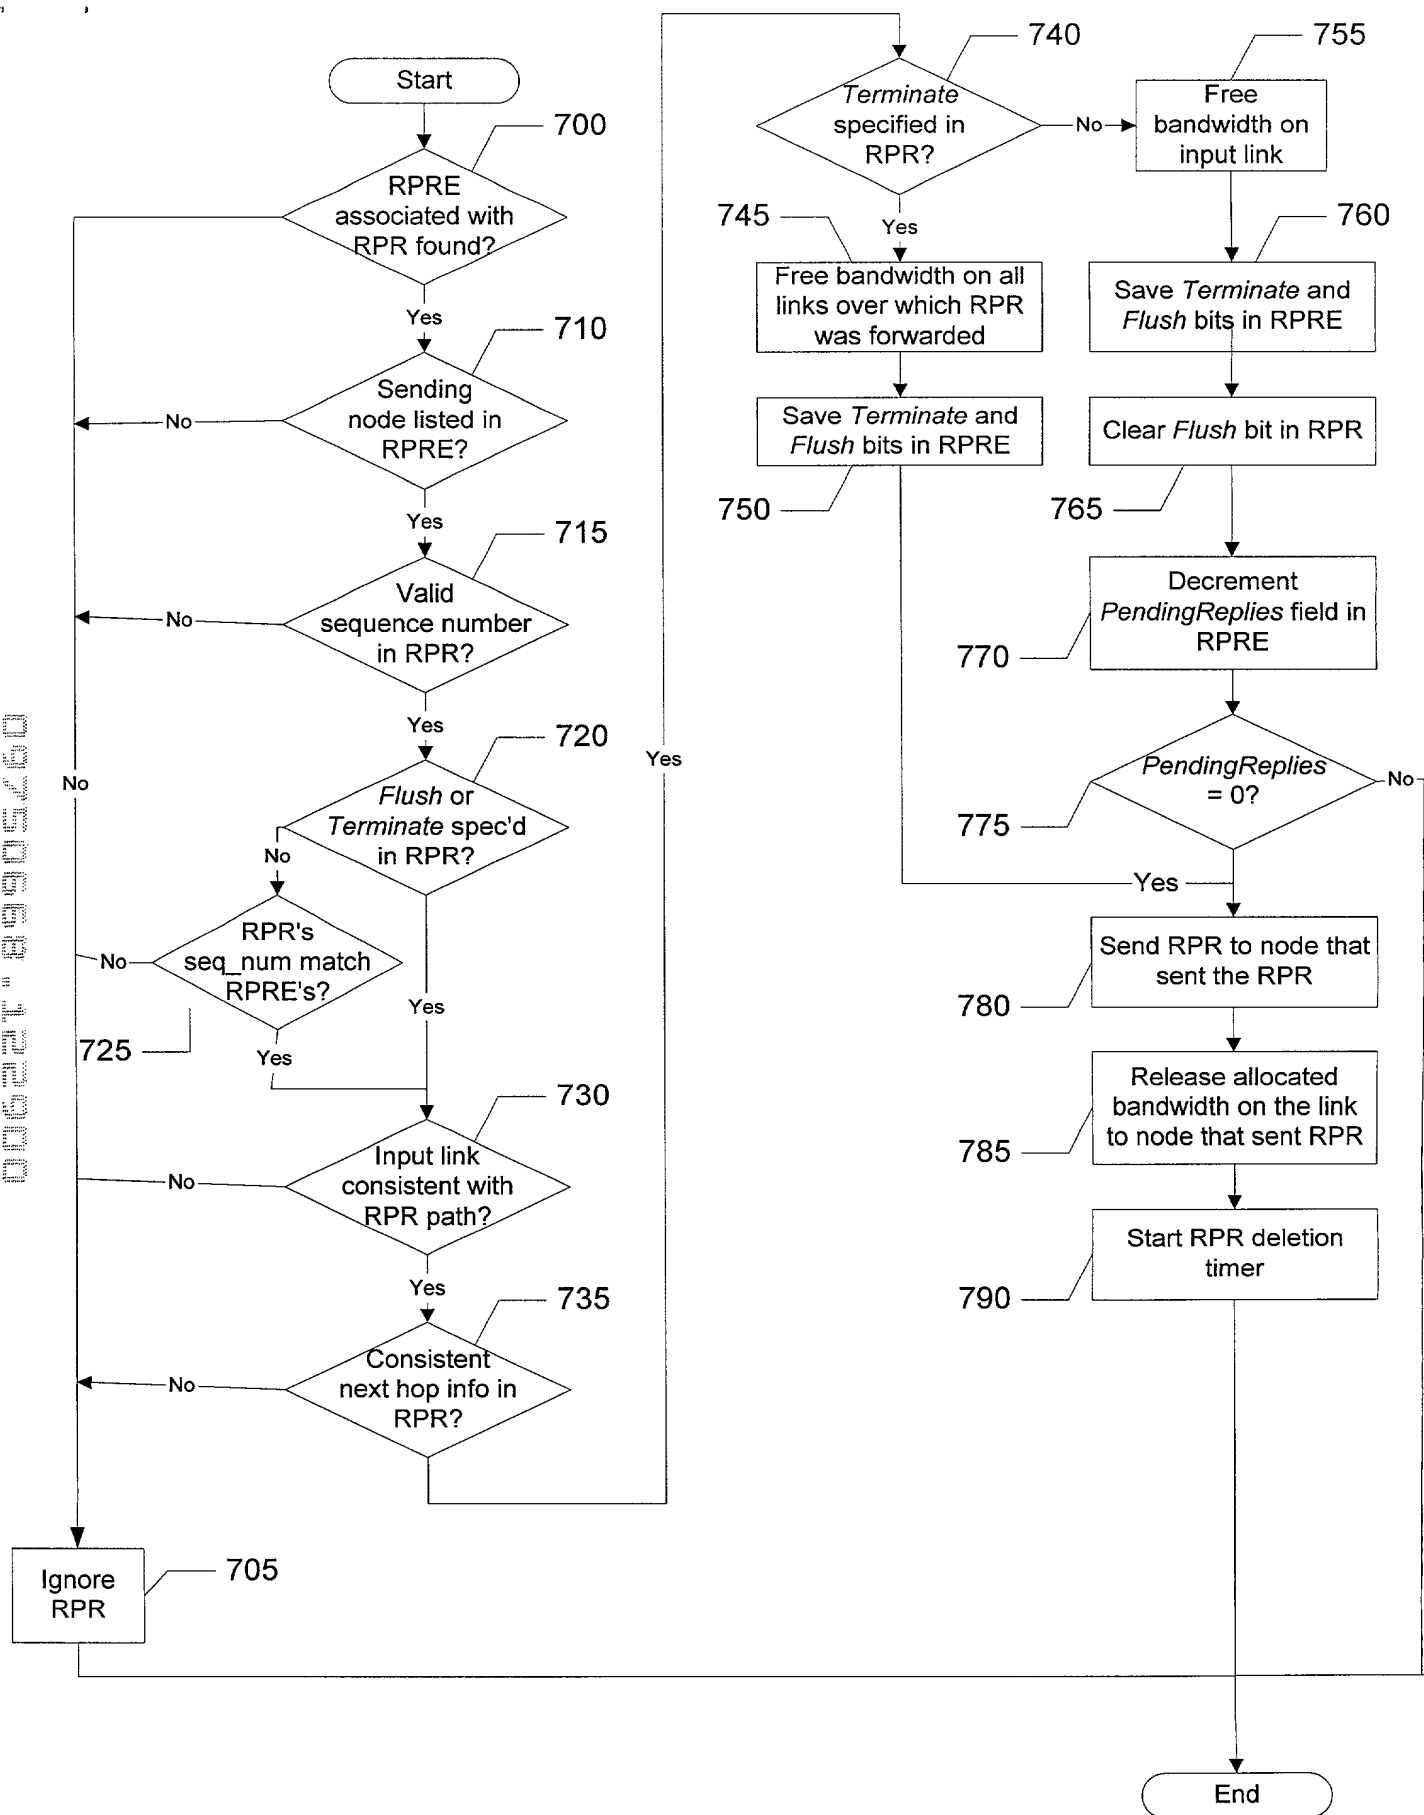 Start
700
RPRE
associated with
RPR found?
Yes
710
Sending
node listed in
RPRE?
No
Yes
715
Valid
sequence number
in RPR?
No
Yes
720
Flush or
Terminate spec'd
in RPR?
No
No
RPR's
seq_num match
RPRE's?
No
Yes
725
Yes
730
Input link
consistent with
RPR path?
No
Yes
735
Consistent
next hop info in
RPR?
No
Yes
Ignore
RPR
705
740
Terminate
specified in
RPR?
No
Yes
745
Free bandwidth on all
links over which RPR
was forwarded
Save Terminate and
Flush bits in RPRE
750
755
Free
bandwidth on
input link
760
Save Terminate and
Flush bits in RPRE
Clear Flush bit in RPR
765
Decrement
PendingReplies field in
RPRE
770
PendingReplies
= 0?
No
775
Yes
Send RPR to node that
sent the RPR
780
Release allocated
bandwidth on the link
to node that sent RPR
785
Start RPR deletion
timer
790
End